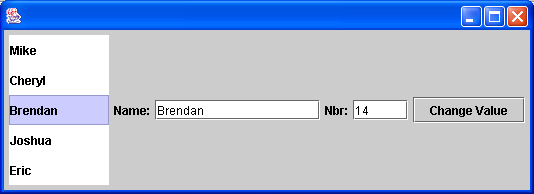 Mike
Cheryl
Brendan
Joshua
Eric
Name: Brendan Nbr: 14 Change Value